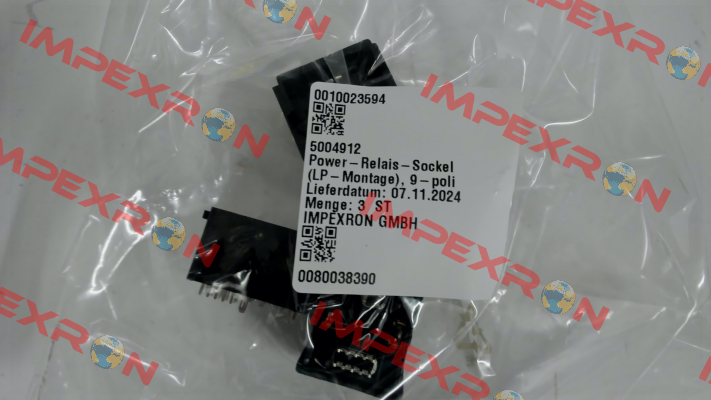 0010023594
5004912
Power-Relais-Sockel
(LP-Montage), 9-poli
Lieferdatum: 07.11.2024
Menge: 3 ST
IMPEXRON GMBH
0080038390
IMPEXRON
IMPEXRON
IMPEXRON
IMPEXRON
IMPEXRON
IMPEXRON